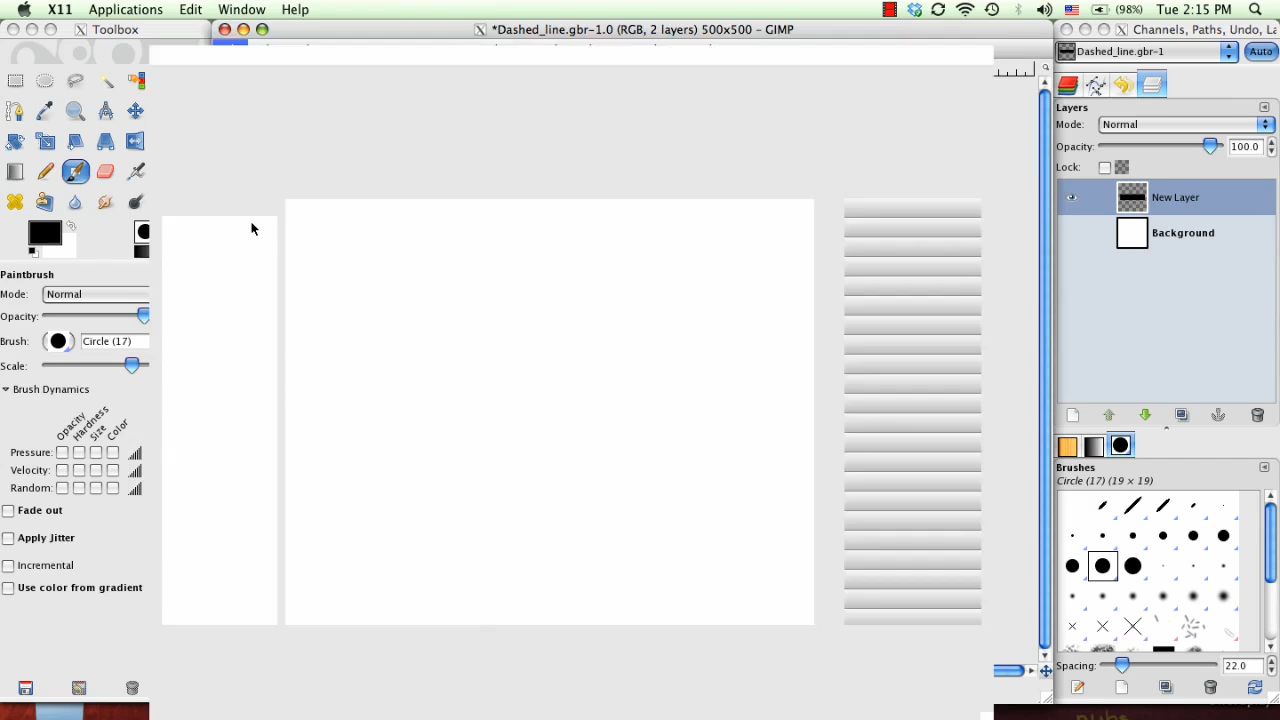 X11 Applications Edit Window Help (98%) Tue 2:15 PM
Toolbox
*Dashed_line.gbr-1.0 (RGB, 2 layers) 500x500 – GIMP
Channels, Paths, Undo, La
Dashed_line.gbr-1 Auto
Layers
Mode: Normal
Opacity: 100.0
Lock:
New Layer
Background
Paintbrush
Mode: Normal
Opacity:
Brush: Circle (17)
Scale:
Brush Dynamics
Opacity Hardness Size Color
Pressure:
Velocity:
Random:
Fade out
Apply Jitter
Incremental
Use color from gradient
Brushes
Circle (17) (19 × 19)
Spacing: 22.0